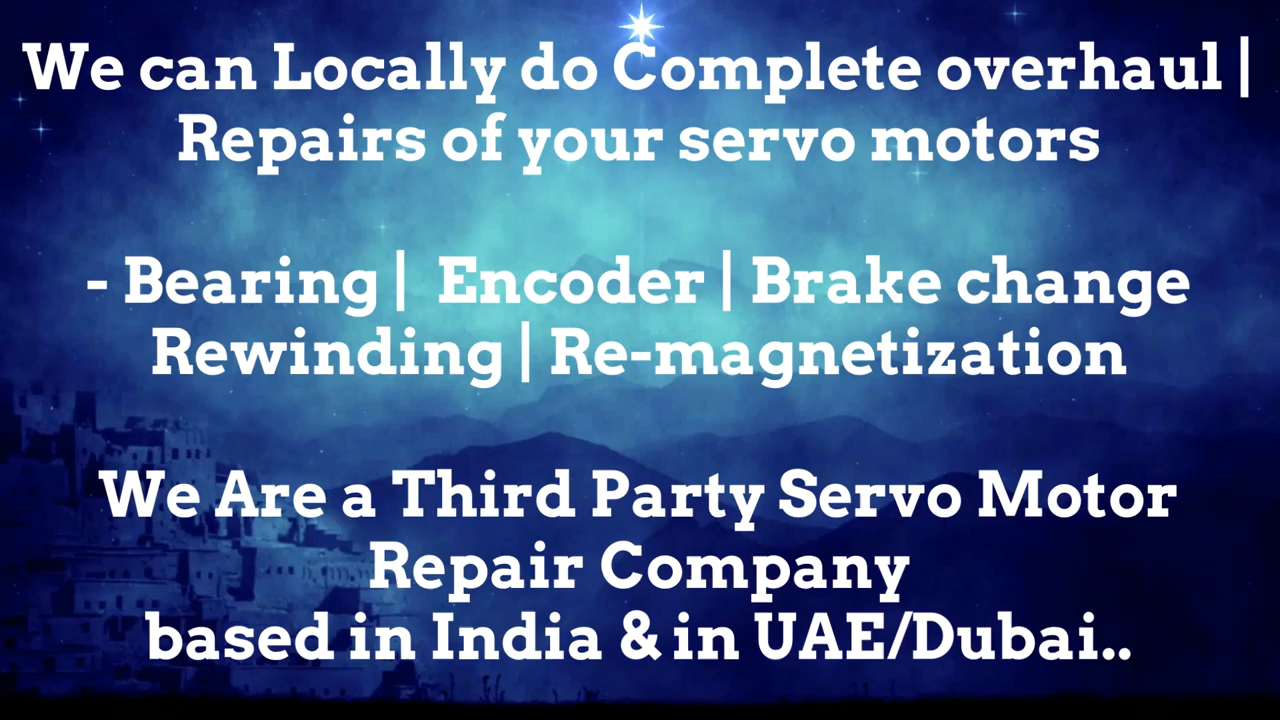 We can Locally do Complete overhaul |
Repairs of your servo motors
- Bearing | Encoder | Brake change
Rewinding | Re-magnetization
We Are a Third Party Servo Motor
Repair Company
based in India & in UAE/Dubai..